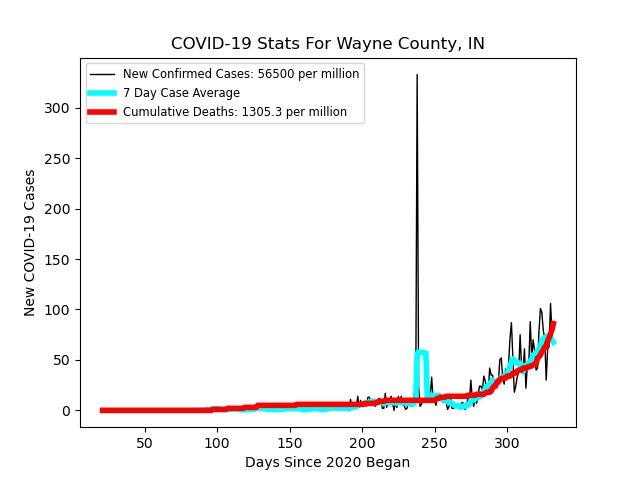 COVID-19 Stats For Wayne County, IN
New Confirmed Cases: 56500 per million
7 Day Case Average
Cumulative Deaths: 1305.3 per million
New COVID-19 Cases
300
250
200
150
100
50
0
50 100 150 200 250 300
Days Since 2020 Began